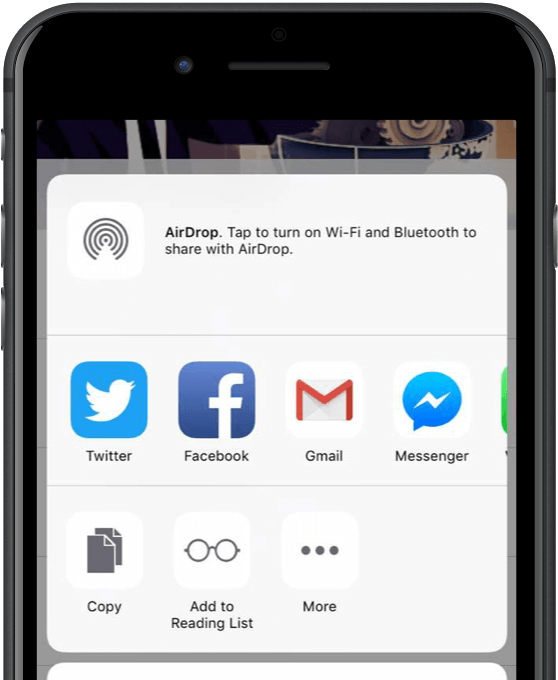 AirDrop. Tap to turn on Wi-Fi and Bluetooth to
share with AirDrop.
Twitter
Facebook
Gmail
Messenger
Copy
Add to
Reading List
More